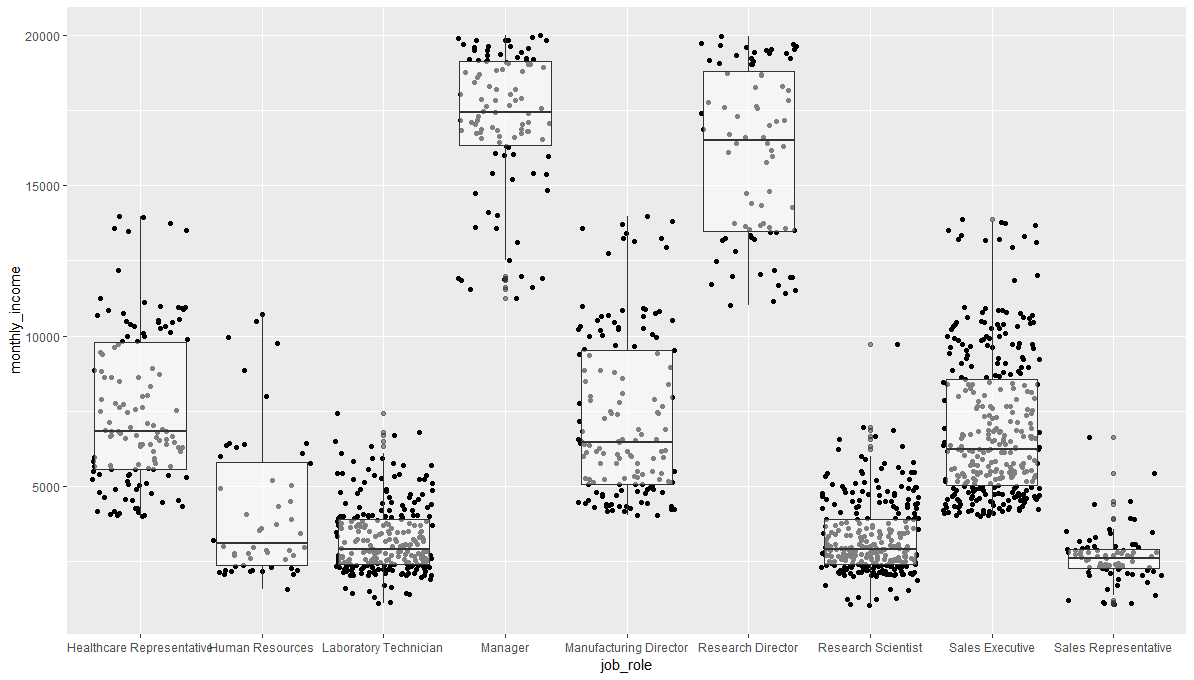 20000
15000
10000
5000
monthly_income
Healthcare Representative Human Resources Laboratory Technician Manager Manufacturing Director Research Director Research Scientist Sales Executive Sales Representative
job_role